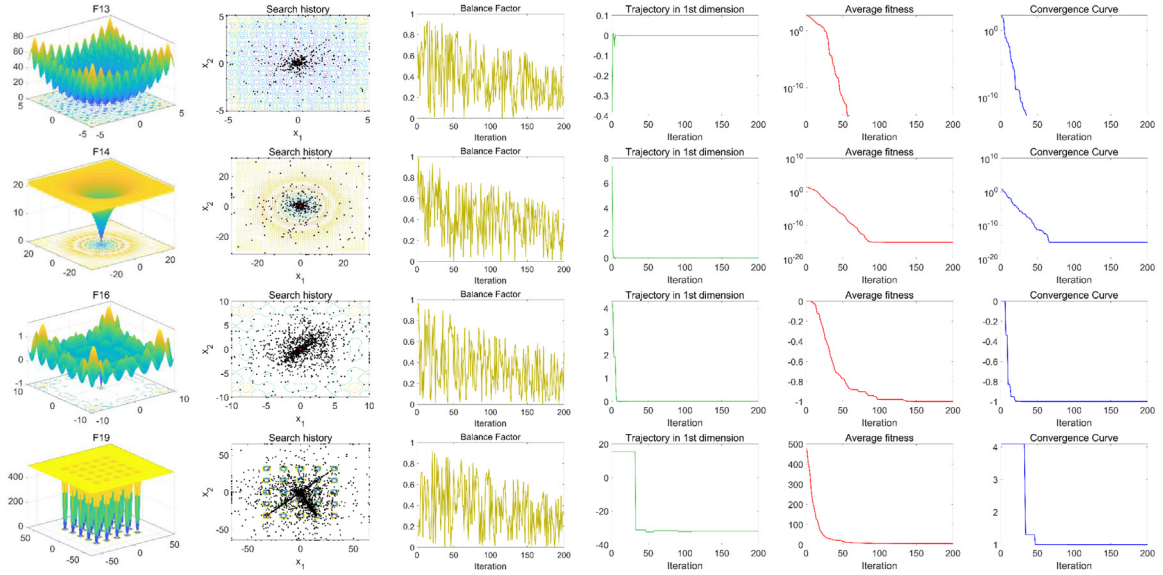 F13
80
60
40
20
0
5
0
-5
-5
0
5
Search history
x₂
5
0
-5
-5
0
5
x₁
Balance Factor
1
0.8
0.6
0.4
0.2
0
0 50 100 150 200
Iteration
Trajectory in 1st dimension
0.1
0
-0.1
-0.2
-0.3
-0.4
0 50 100 150 200
Iteration
Average fitness
10⁰
10⁻¹⁰
0 50 100 150 200
Iteration
Convergence Curve
10⁰
10⁻¹⁰
0 50 100 150 200
Iteration
F14
20
10
0
20
0
-20
-20
0
20
Search history
x₂
20
0
-20
-20
0
20
x₁
Balance Factor
1
0.8
0.6
0.4
0.2
0
0 50 100 150 200
Iteration
Trajectory in 1st dimension
8
6
4
2
0
0 50 100 150 200
Iteration
Average fitness
10¹⁰
10⁰
10⁻¹⁰
10⁻²⁰
0 50 100 150 200
Iteration
Convergence Curve
10¹⁰
10⁰
10⁻¹⁰
10⁻²⁰
0 50 100 150 200
Iteration
F16
1
0
-1
10
0
-10
-10
0
10
Search history
x₂
10
5
0
-5
-10
-10 -5 0 5 10
x₁
Balance Factor
1
0.8
0.6
0.4
0.2
0
0 50 100 150 200
Iteration
Trajectory in 1st dimension
4
3
2
1
0
0 50 100 150 200
Iteration
Average fitness
0
-0.2
-0.4
-0.6
-0.8
-1
0 50 100 150 200
Iteration
Convergence Curve
0
-0.2
-0.4
-0.6
-0.8
-1
0 50 100 150 200
Iteration
F19
400
200
0
50
0
-50
-50
0
50
Search history
x₂
50
0
-50
-50
0
50
x₁
Balance Factor
1
0.8
0.6
0.4
0.2
0
0 50 100 150 200
Iteration
Trajectory in 1st dimension
20
0
-20
-40
0 50 100 150 200
Iteration
Average fitness
500
400
300
200
100
0
0 50 100 150 200
Iteration
Convergence Curve
4
3
2
1
0 50 100 150 200
Iteration